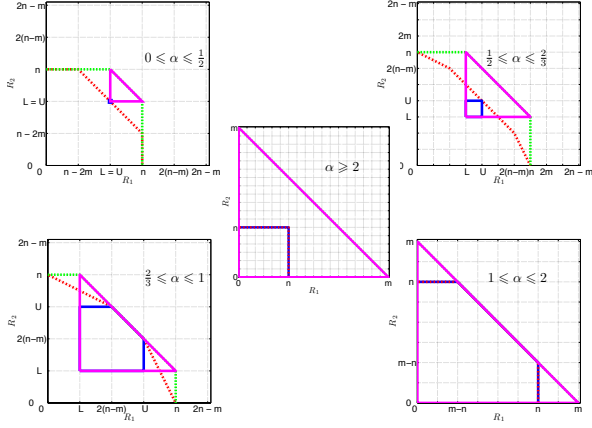 2n − m
2(n−m)
n
L = U
n − 2m
0
R₂
0 ⩽ α ⩽ 1/2
0
n − 2m
L = U
n
2(n−m)
2n − m
R₁
2n − m
n
2(n−m)
U
L
0
R₂
1/2 ⩽ α ⩽ 2/3
0
L
U
2(n−m)
n
2m
2n − m
R₁
m
n
0
R₂
α ⩾ 2
0
n
m
R₁
2n − m
n
U
2(n−m)
L
0
R₂
2/3 ⩽ α ⩽ 1
0
L
2(n−m)
U
n
2n − m
R₁
m
n
m−n
0
R₂
1 ⩽ α ⩽ 2
0
m−n
n
m
R₁